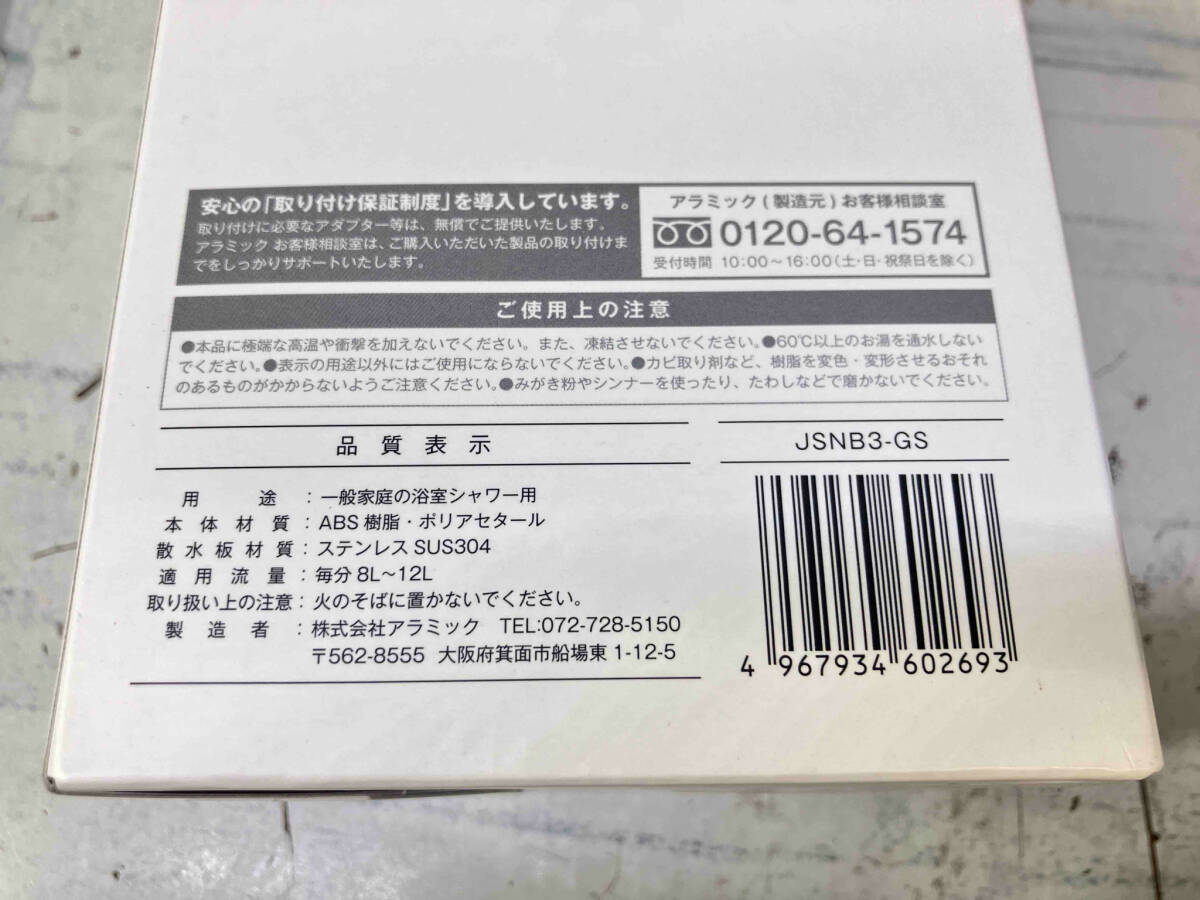 安心の「取り付け保証制度」を導入しています。
取り付けに必要なアダプター等は、無償でご提供いたします。
アラミック お客様相談室は、ご購入いただいた製品の取り付けま
でをしっかりサポートいたします。
アラミック(製造元)お客様相談室
0120-64-1574
受付時間 10:00〜16:00(土・日・祝祭日を除く)
ご使用上の注意
●本品に極端な高温や衝撃を加えないでください。また、凍結させないでください。●60℃以上のお湯を通水しない
でください。●表示の用途以外にはご使用にならないでください。●カビ取り剤など、樹脂を変色・変形させるおそれ
のあるものがかからないようご注意ください。●みがき粉やシンナーを使ったり、たわしなどで磨かないでください。
品質表示
用途：一般家庭の浴室シャワー用
本体材質：ABS樹脂・ポリアセタール
散水板材質：ステンレス SUS304
適用流量：毎分 8L〜12L
取り扱い上の注意：火のそばに置かないでください。
製造者：株式会社アラミック TEL:072-728-5150
〒562-8555 大阪府箕面市船場東 1-12-5
JSNB3-GS
4 967934 602693